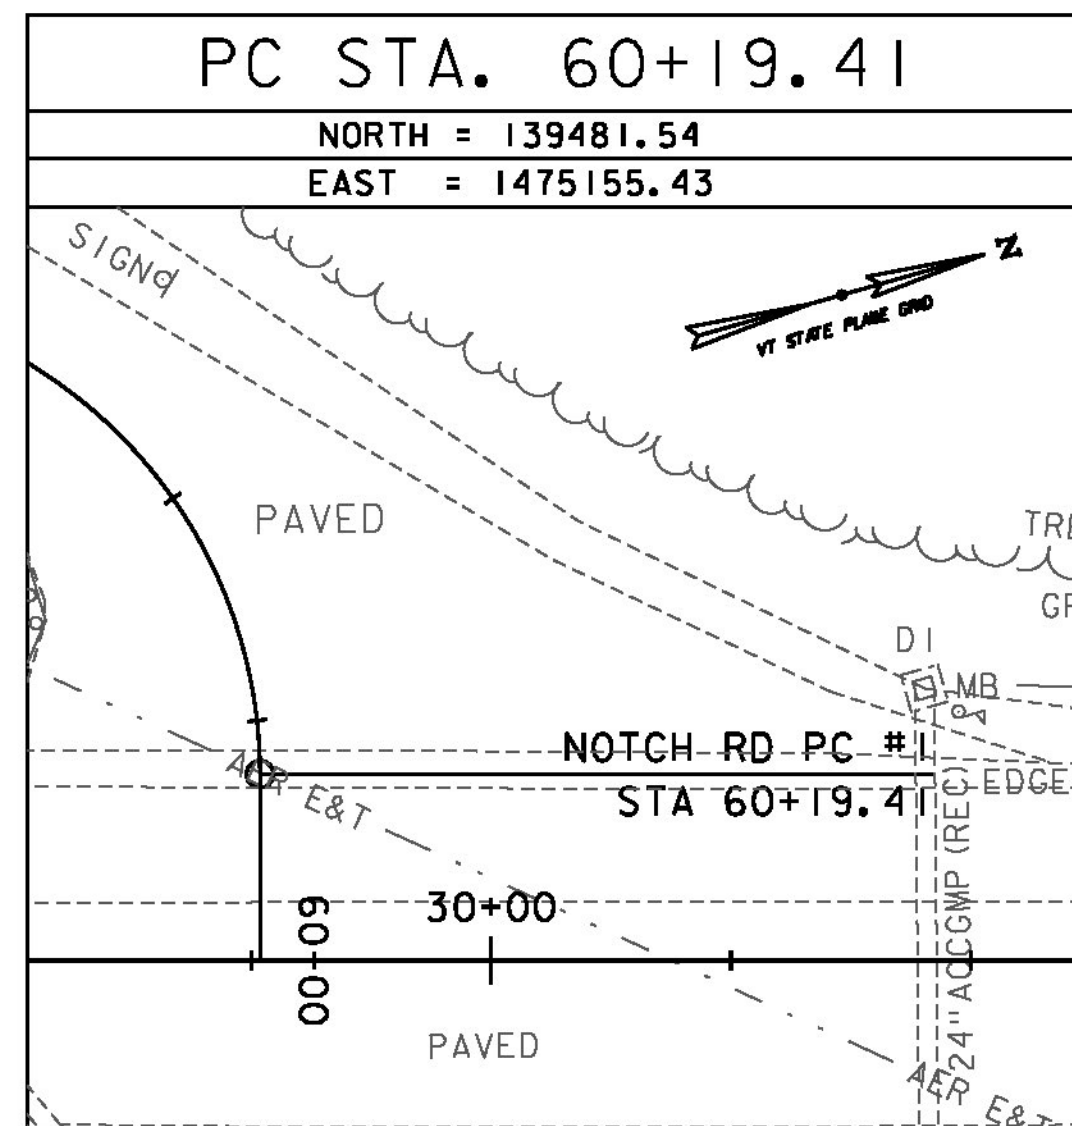 PC STA. 60+19.41
NORTH = 139481.54
EAST = 1475155.43
SIGN
N
VT STATE PLANE GRID
PAVED
TRE
GR
D1
MB
NOTCH RD PC #1
STA 60+19.41
EDGE
AER E&T
30+00
60+00
24" ACCGMP (REC)
PAVED
AER E&T